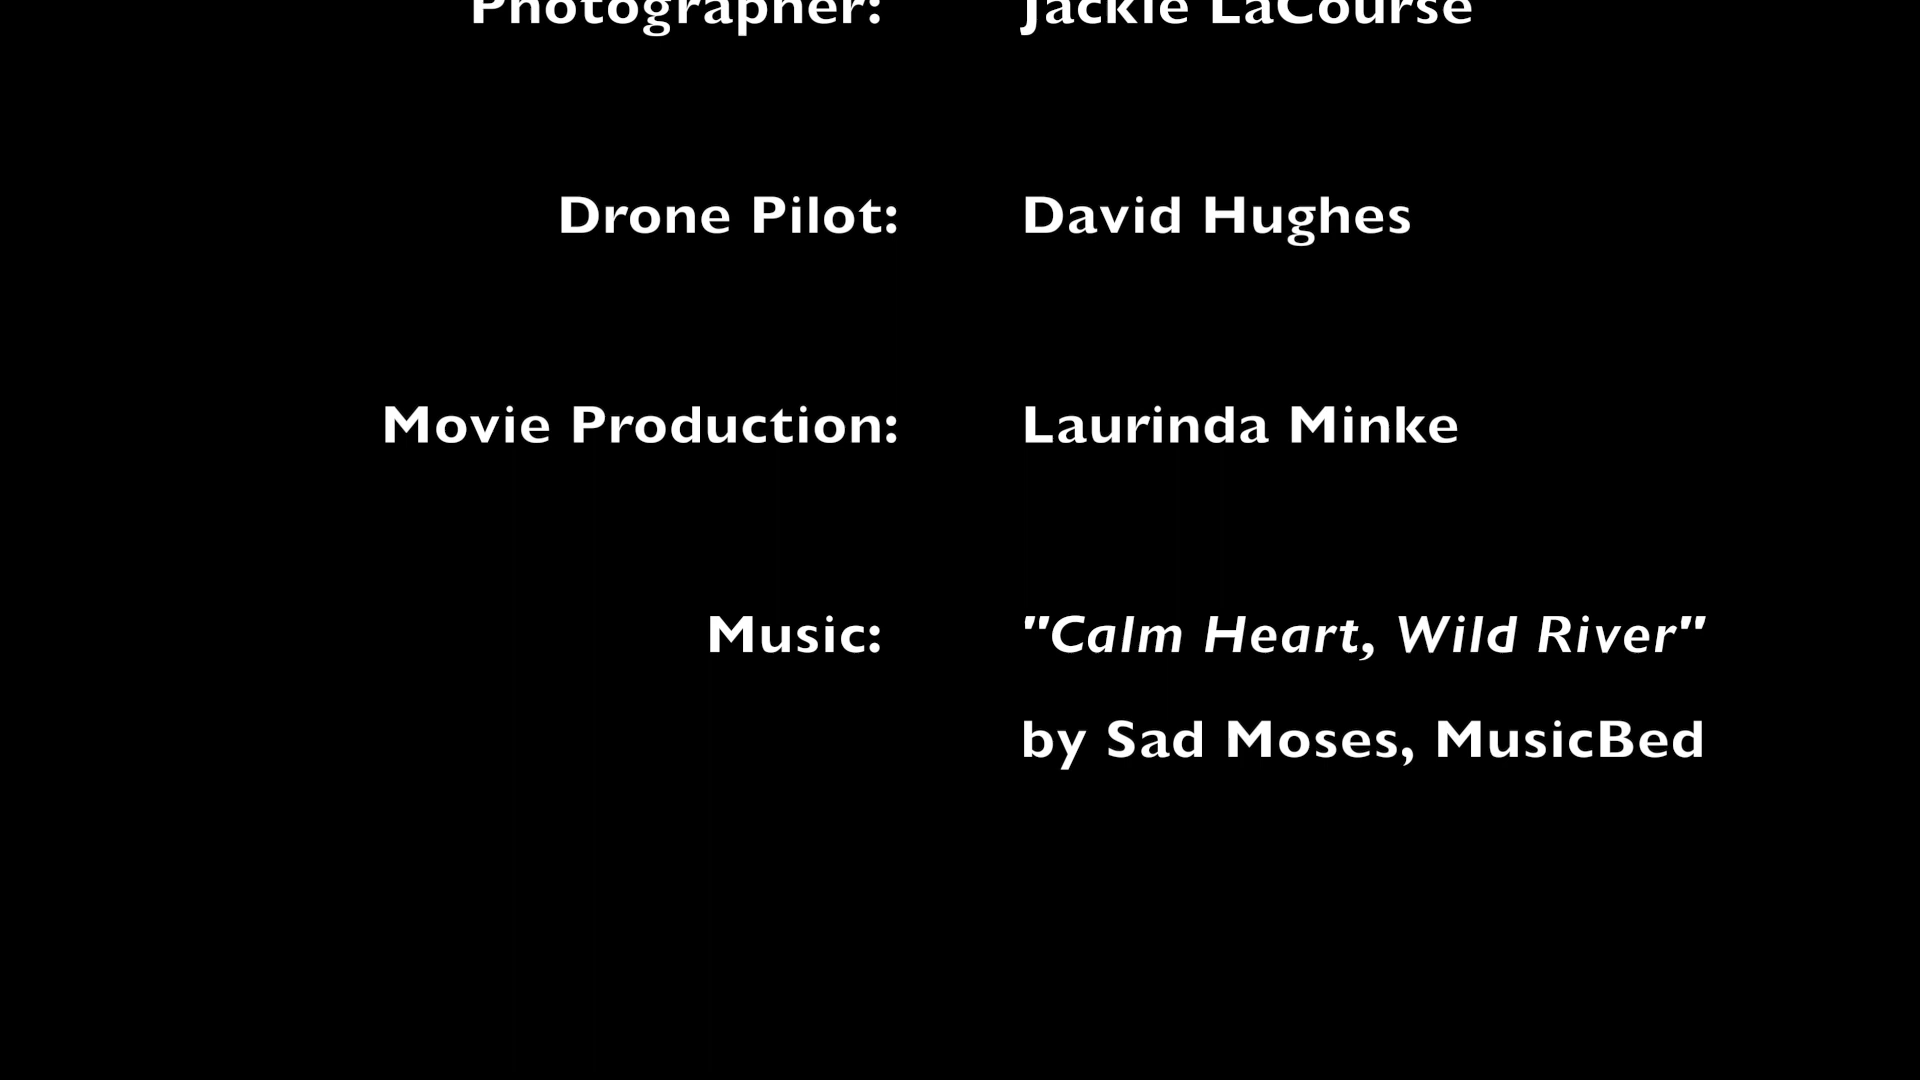 Photographer: Jackie LaCourse
Drone Pilot: David Hughes
Movie Production: Laurinda Minke
Music: "Calm Heart, Wild River"
by Sad Moses, MusicBed